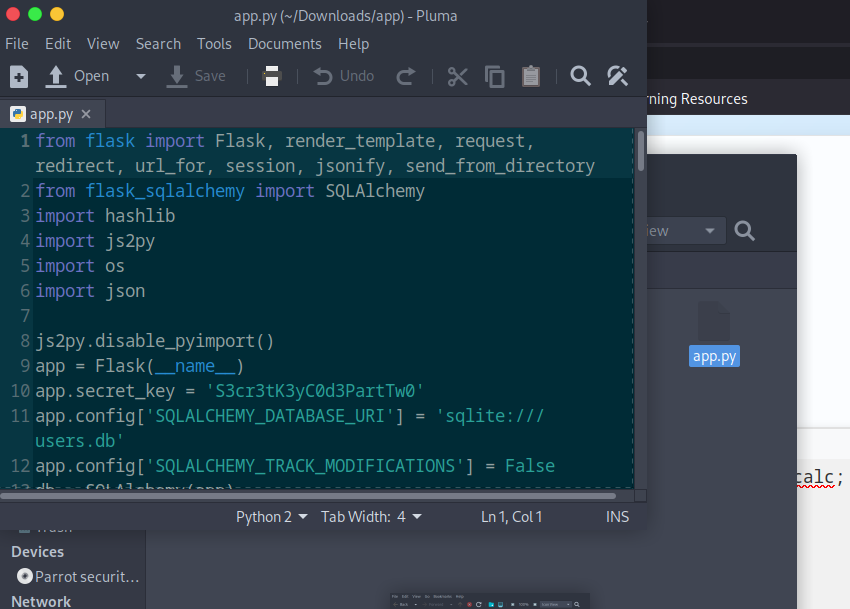 app.py (~/Downloads/app) - Pluma
File Edit View Search Tools Documents Help
Open Save Undo
app.py
1 from flask import Flask, render_template, request,
redirect, url_for, session, jsonify, send_from_directory
2 from flask_sqlalchemy import SQLAlchemy
3 import hashlib
4 import js2py
5 import os
6 import json
7
8 js2py.disable_pyimport()
9 app = Flask(__name__)
10 app.secret_key = 'S3cr3tK3yC0d3PartTw0'
11 app.config['SQLALCHEMY_DATABASE_URI'] = 'sqlite:///
users.db'
12 app.config['SQLALCHEMY_TRACK_MODIFICATIONS'] = False
Python 2 Tab Width: 4 Ln 1, Col 1 INS
rning Resources
iew
app.py
calc;
Devices
Parrot securit…
Network